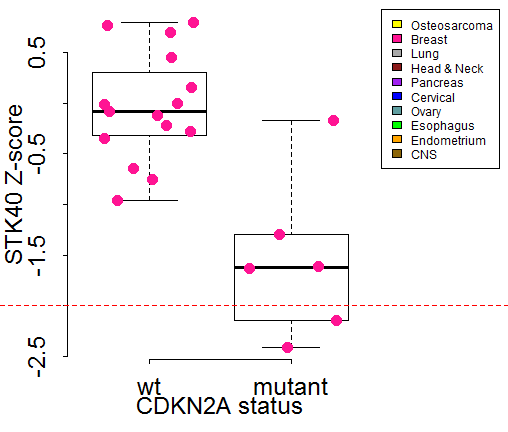 Osteosarcoma
Breast
Lung
Head & Neck
Pancreas
Cervical
Ovary
Esophagus
Endometrium
CNS
STK40 Z-score
0.5
-0.5
-1.5
-2.5
wt mutant
CDKN2A status